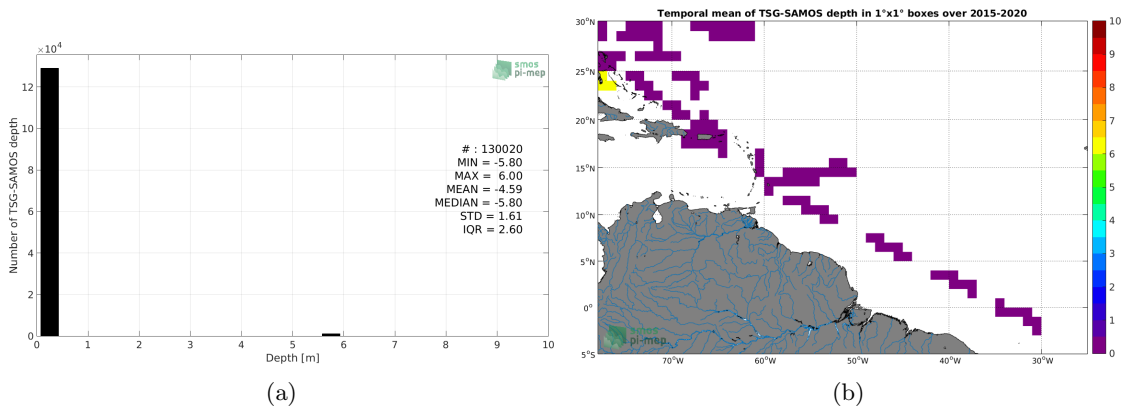 ×10⁴
12
10
8
6
4
2
0
Number of TSG-SAMOS depth
smos
pi-mep
# : 130020
MIN = -5.80
MAX = 6.00
MEAN = -4.59
MEDIAN = -5.80
STD = 1.61
IQR = 2.60
0 1 2 3 4 5 6 7 8 9 10
Depth [m]
(a)
Temporal mean of TSG-SAMOS depth in 1°x1° boxes over 2015-2020
30°N
25°N
20°N
15°N
10°N
5°N
0°
5°S
70°W 60°W 50°W 40°W 30°W
smos
pi-mep
10
9
8
7
6
5
4
3
2
1
0
(b)